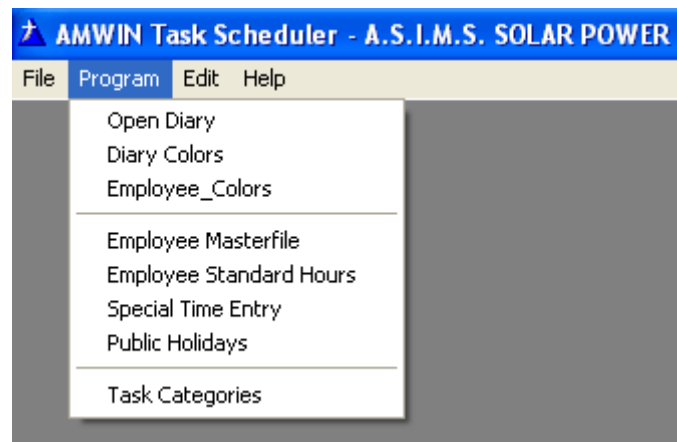 AMWIN Task Scheduler - A.S.I.M.S. SOLAR POWER
File Program Edit Help
Open Diary
Diary Colors
Employee_Colors
Employee Masterfile
Employee Standard Hours
Special Time Entry
Public Holidays
Task Categories